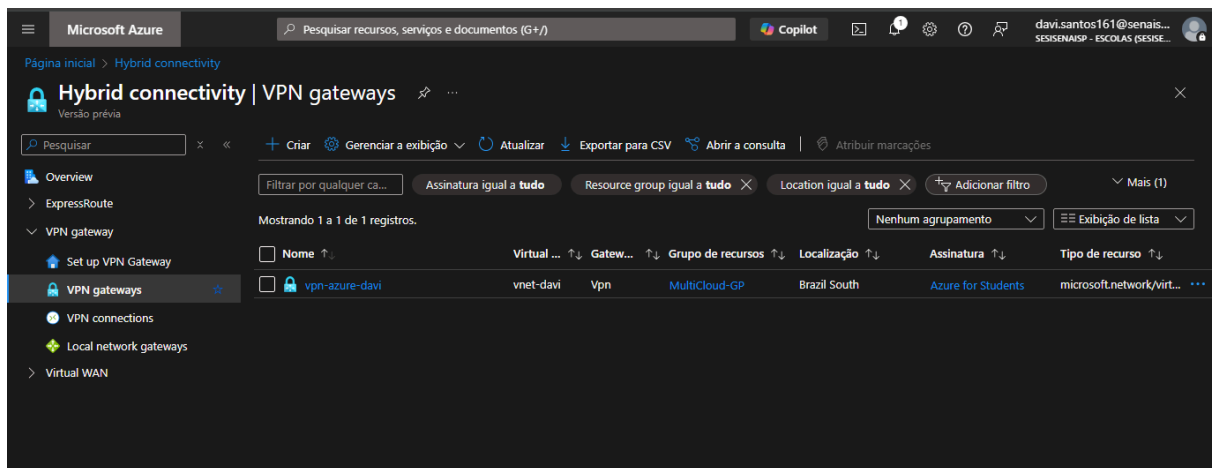 Microsoft Azure
Pesquisar recursos, serviços e documentos (G+/)
Copilot
1
davi.santos161@senais...
SESISENAISP - ESCOLAS (SESISE...
Página inicial > Hybrid connectivity
Hybrid connectivity | VPN gateways
Versão prévia
Pesquisar
Criar
Gerenciar a exibição
Atualizar
Exportar para CSV
Abrir a consulta
Atribuir marcações
Overview
ExpressRoute
VPN gateway
Set up VPN Gateway
VPN gateways
VPN connections
Local network gateways
Virtual WAN
Filtrar por qualquer ca...
Assinatura igual a tudo
Resource group igual a tudo
Location igual a tudo
Adicionar filtro
Mais (1)
Mostrando 1 a 1 de 1 registros.
Nenhum agrupamento
Exibição de lista
Nome Virtual ... Gatew... Grupo de recursos Localização Assinatura Tipo de recurso
vpn-azure-davi vnet-davi Vpn MultiCloud-GP Brazil South Azure for Students microsoft.network/virt... ...